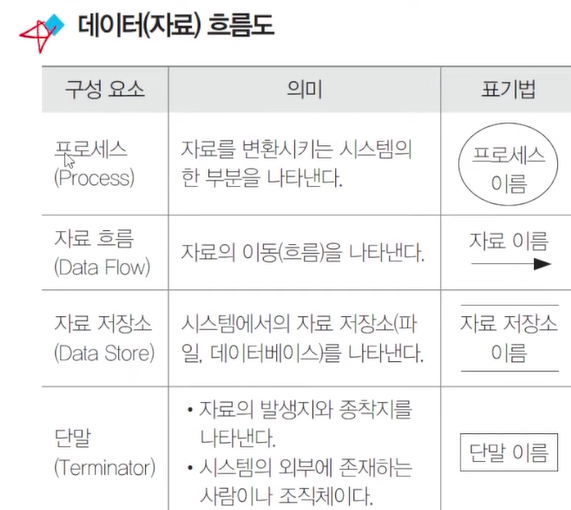 데이터(자료) 흐름도
구성 요소 의미 표기법
프로세스
(Process)
자료를 변환시키는 시스템의
한 부분을 나타낸다.
프로세스
이름
자료 흐름
(Data Flow)
자료의 이동(흐름)을 나타낸다.
자료 이름
자료 저장소
(Data Store)
시스템에서의 자료 저장소(파
일, 데이터베이스)를 나타낸다.
자료 저장소
이름
단말
(Terminator)
• 자료의 발생지와 종착지를
나타낸다.
• 시스템의 외부에 존재하는
사람이나 조직체이다.
단말 이름